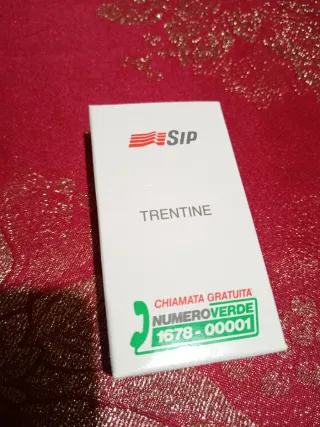 SIP
TRENTINE
CHIAMATA GRATUITA'
NUMEROVERDE
1678-00001